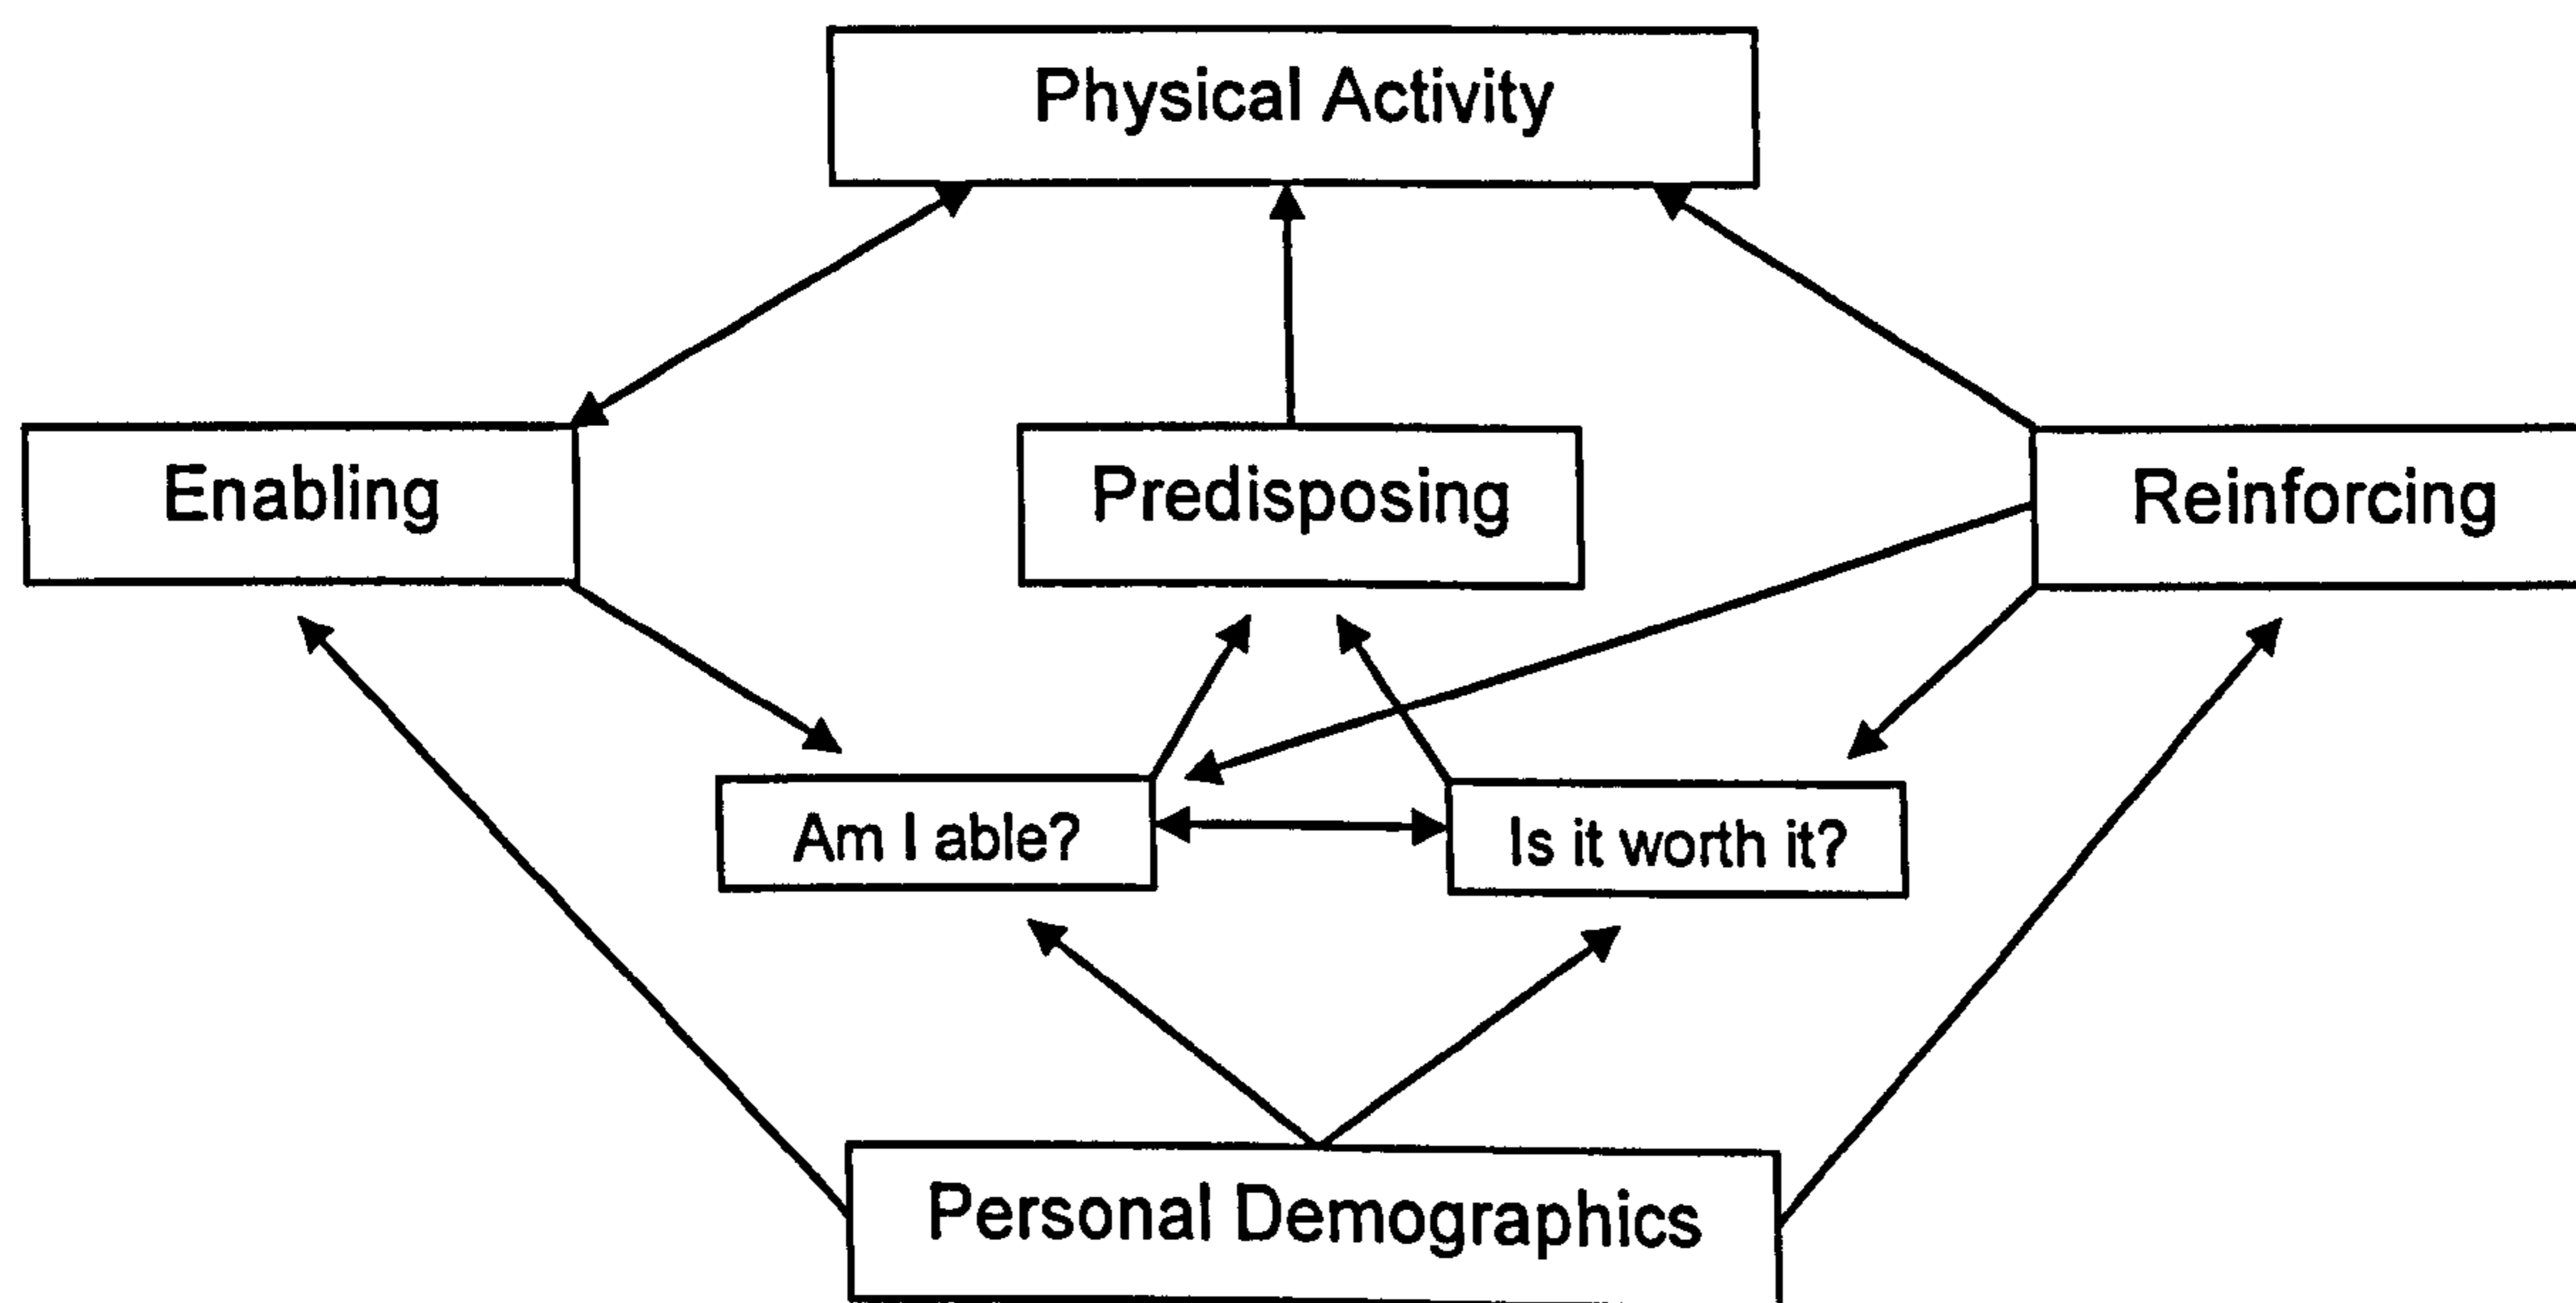 Physical Activity
Enabling
Predisposing
Reinforcing
Am I able?
Is it worth it?
Personal Demographics